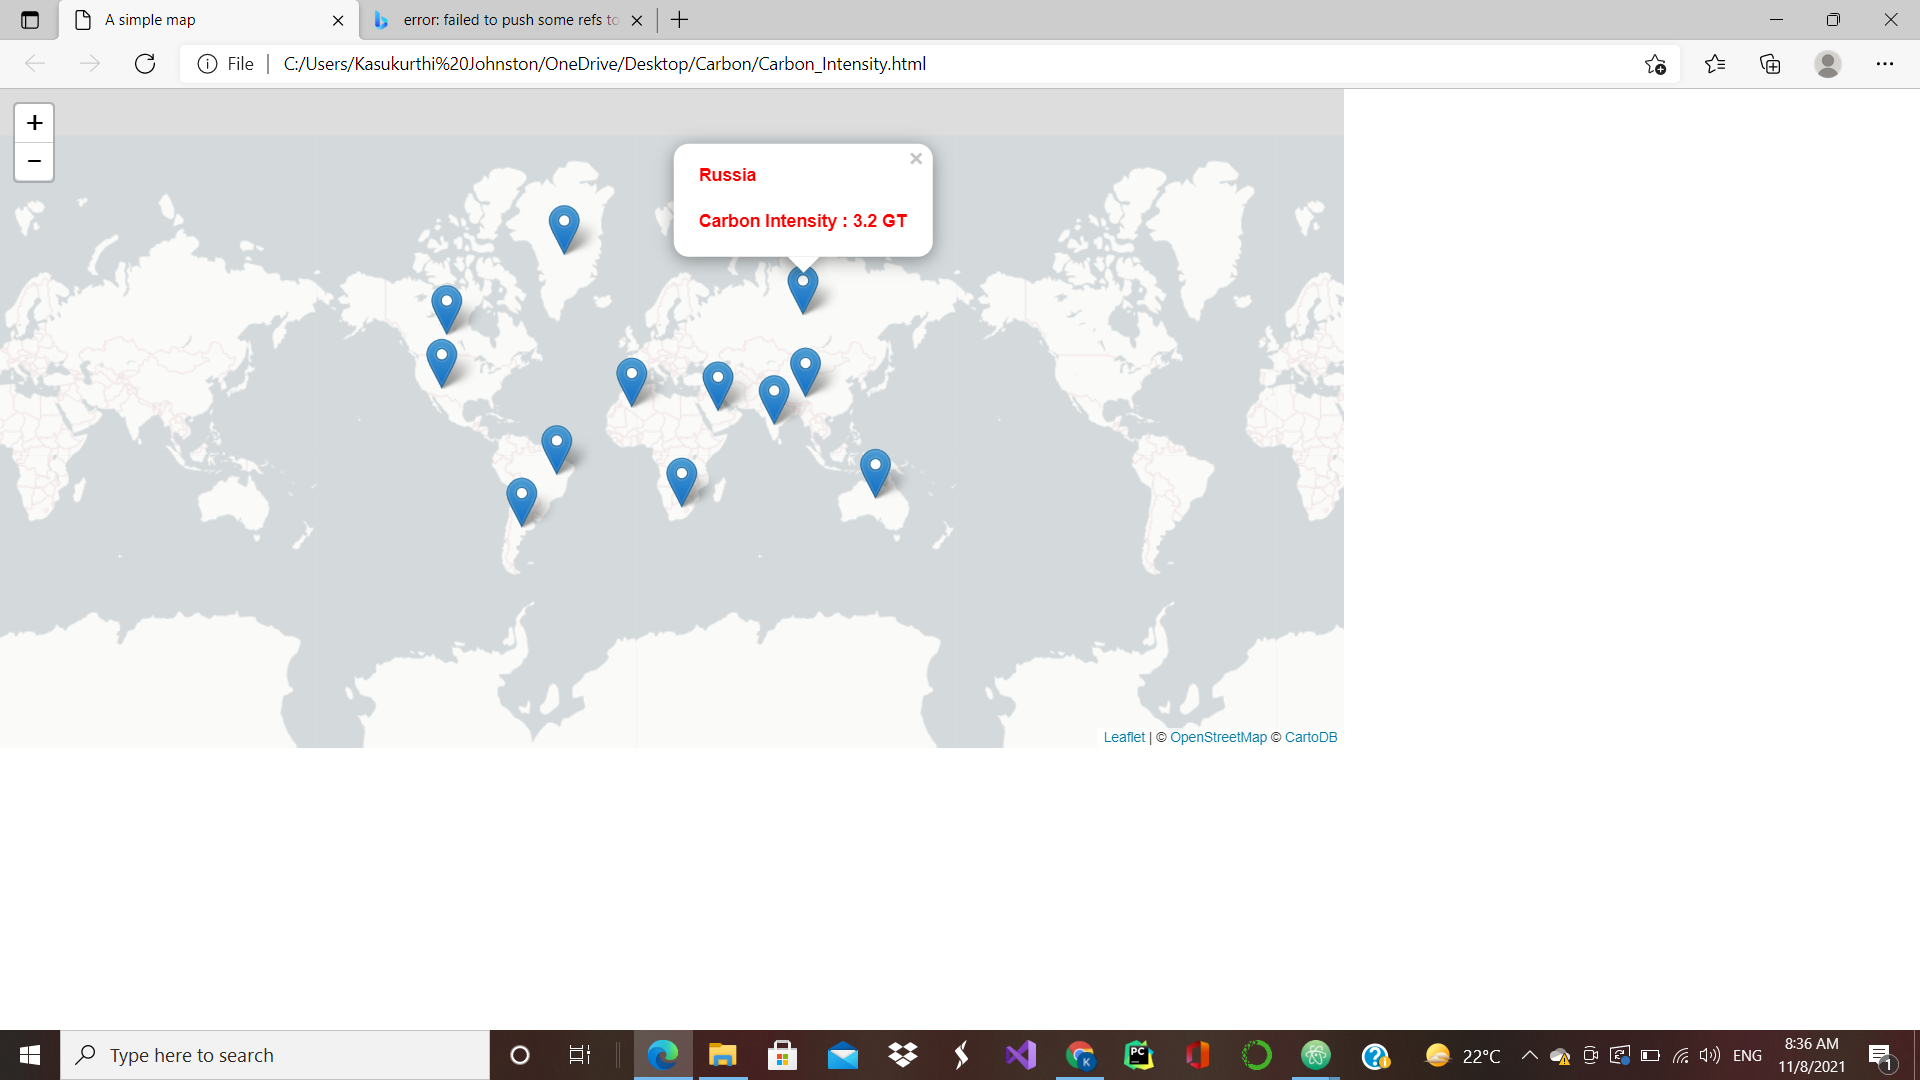 A simple map
error: failed to push some refs to
File
C:/Users/Kasukurthi%20Johnston/OneDrive/Desktop/Carbon/Carbon_Intensity.html
+
−
Russia
Carbon Intensity : 3.2 GT
Leaflet | © OpenStreetMap © CartoDB
Type here to search
K
PC
22°C
ENG
8:36 AM
11/8/2021
1